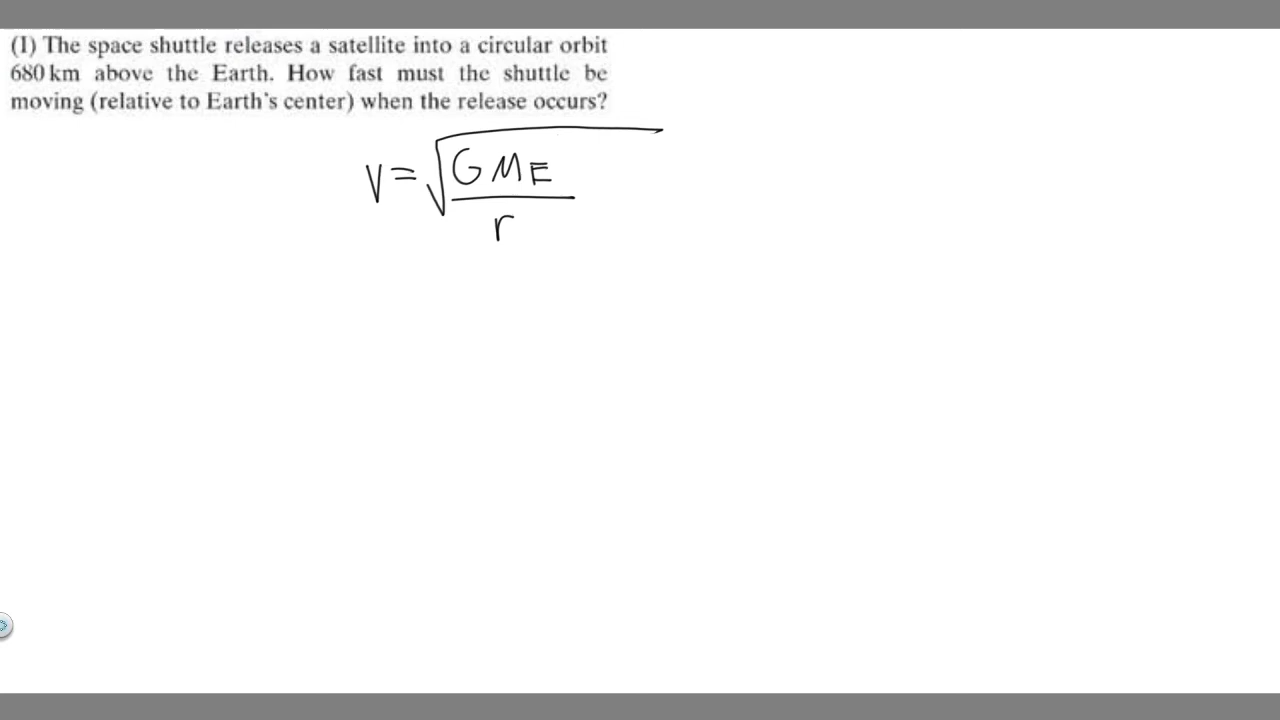 (I) The space shuttle releases a satellite into a circular orbit
680 km above the Earth. How fast must the shuttle be
moving (relative to Earth's center) when the release occurs?
V = √(GME / r)